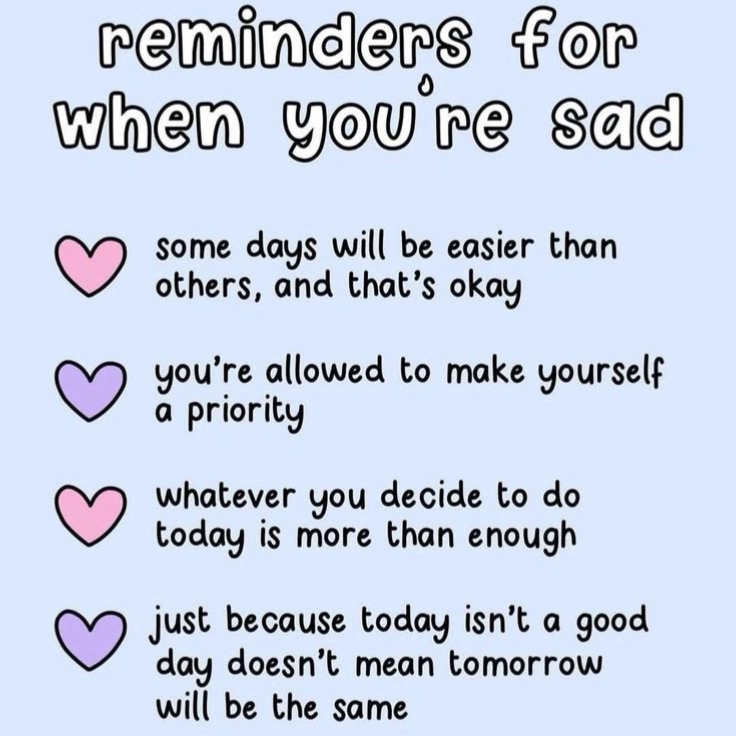 reminders for
when you're sad
some days will be easier than
others, and that's okay
you're allowed to make yourself
a priority
whatever you decide to do
today is more than enough
just because today isn't a good
day doesn't mean tomorrow
will be the same